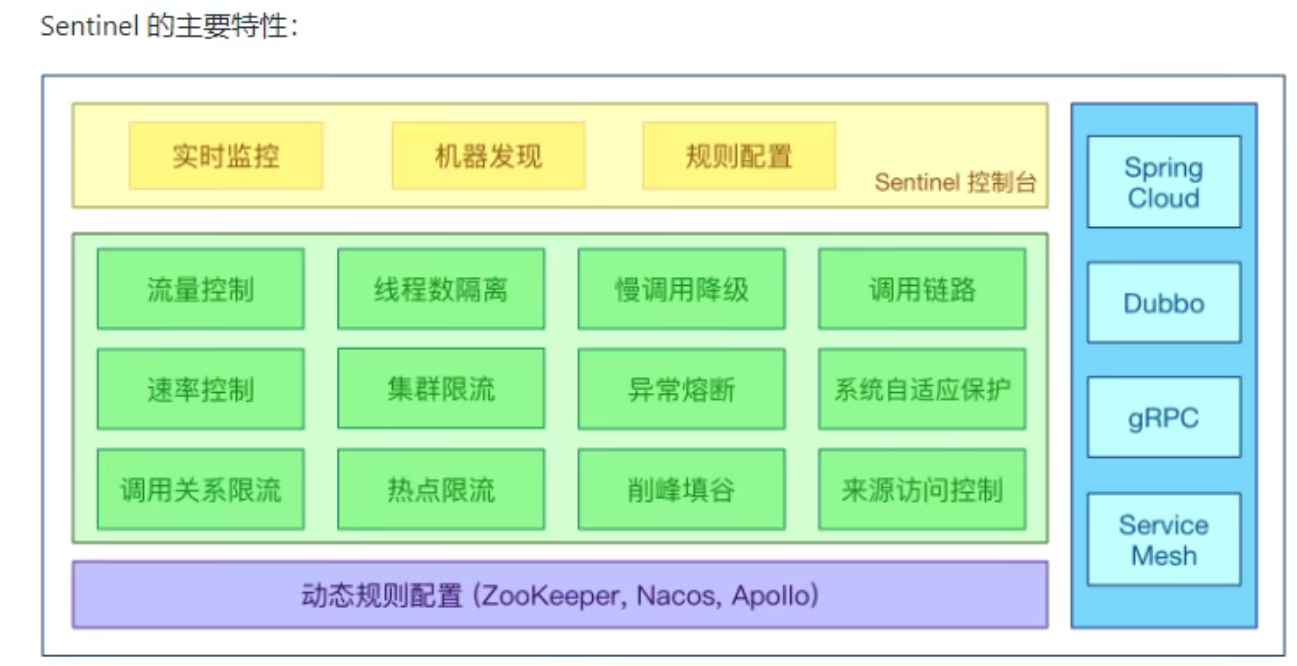 Sentinel 的主要特性：
实时监控
机器发现
规则配置
Sentinel 控制台
流量控制
线程数隔离
慢调用降级
调用链路
速率控制
集群限流
异常熔断
系统自适应保护
调用关系限流
热点限流
削峰填谷
来源访问控制
动态规则配置 (ZooKeeper, Nacos, Apollo)
Spring
Cloud
Dubbo
gRPC
Service
Mesh